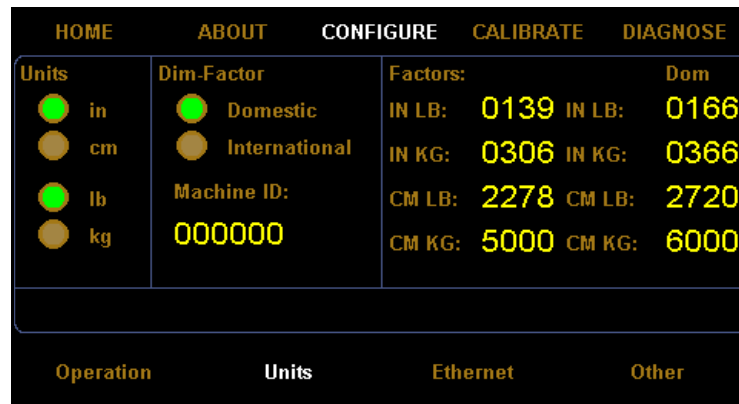 HOME ABOUT CONFIGURE CALIBRATE DIAGNOSE
Units Dim-Factor Factors: Dom
in Domestic IN LB: 0139 IN LB: 0166
cm International IN KG: 0306 IN KG: 0366
lb Machine ID: CM LB: 2278 CM LB: 2720
kg 000000 CM KG: 5000 CM KG: 6000
Operation Units Ethernet Other